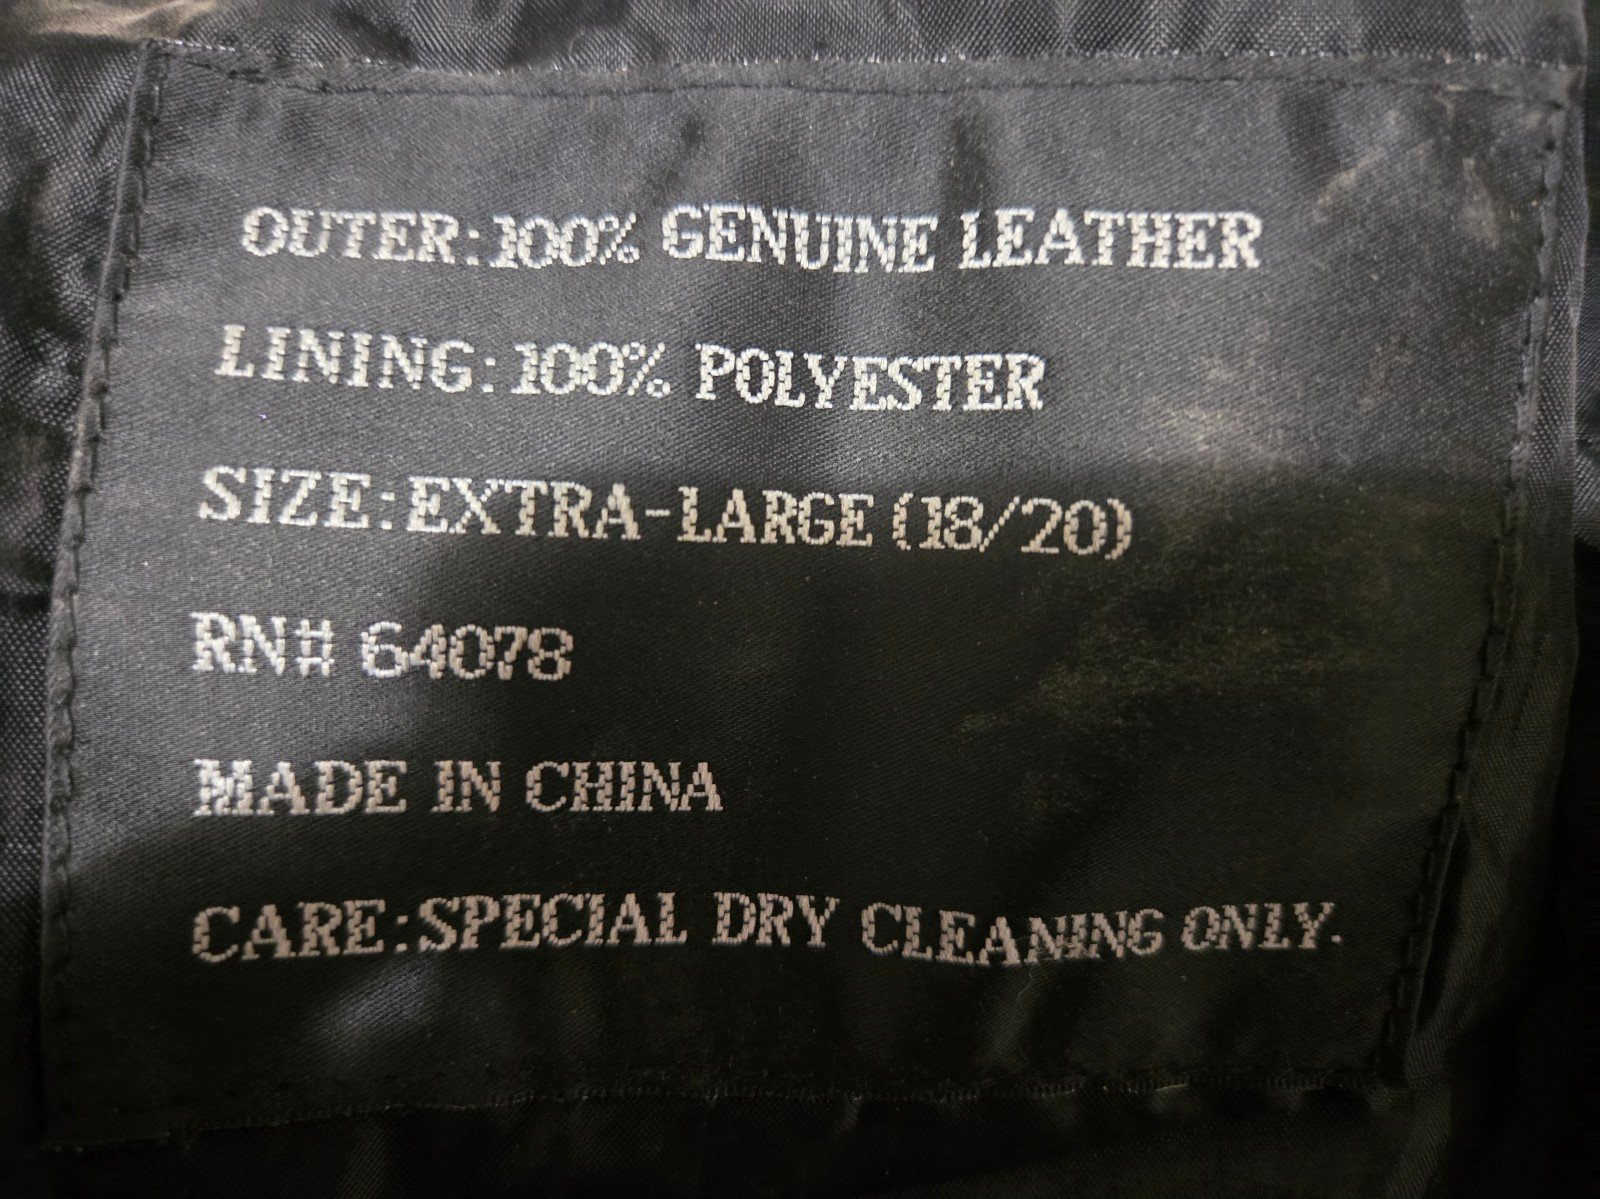 OUTER:100% GENUINE LEATHER
LINING:100% POLYESTER
SIZE:EXTRA-LARGE (18/20)
RN# 64078
MADE IN CHINA
CARE:SPECIAL DRY CLEANING ONLY.